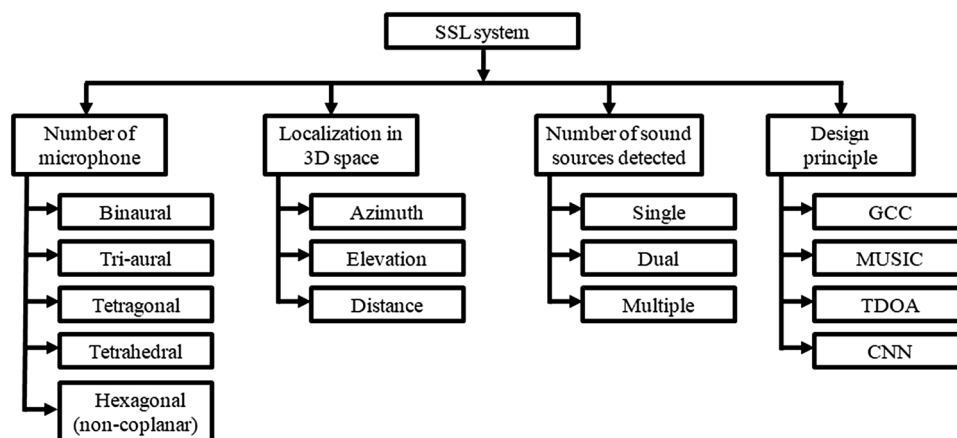 SSL system
Number of
microphone
Binaural
Tri-aural
Tetragonal
Tetrahedral
Hexagonal
(non-coplanar)
Localization in
3D space
Azimuth
Elevation
Distance
Number of sound
sources detected
Single
Dual
Multiple
Design
principle
GCC
MUSIC
TDOA
CNN